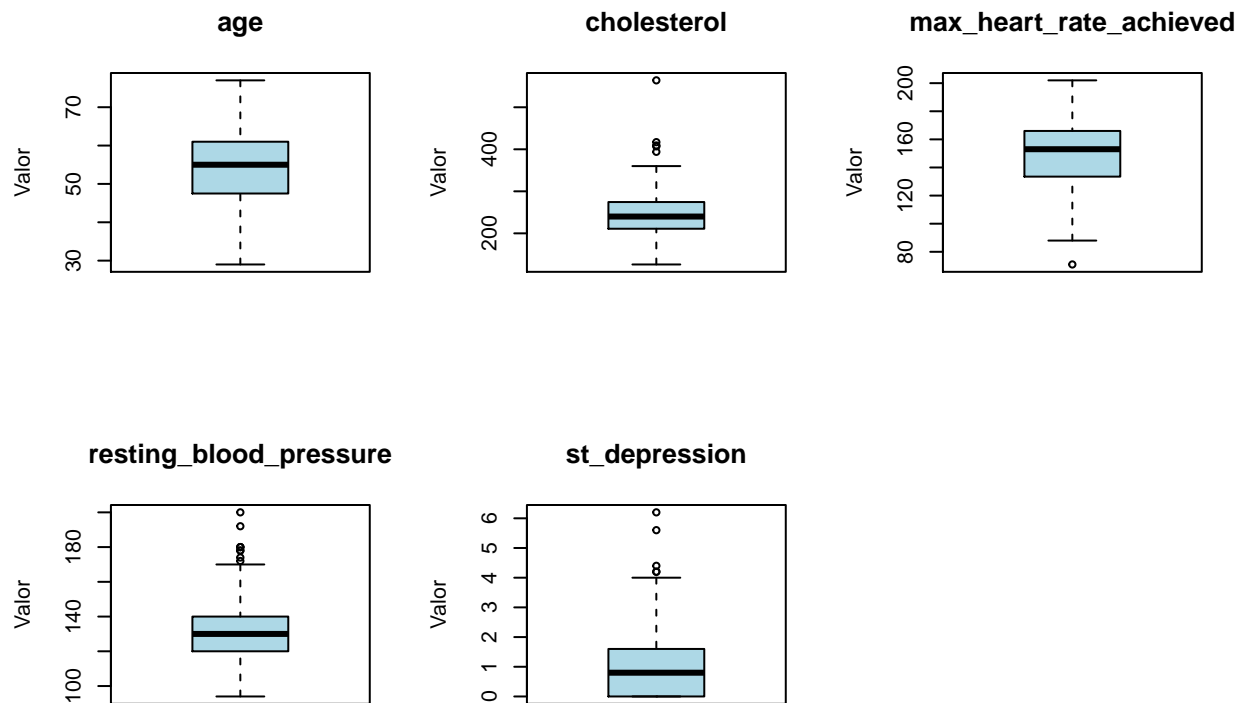 age
Valor
30
50
70
cholesterol
Valor
200
400
max_heart_rate_achieved
Valor
80
120
160
200
resting_blood_pressure
Valor
100
140
180
st_depression
Valor
0
1
2
3
4
5
6